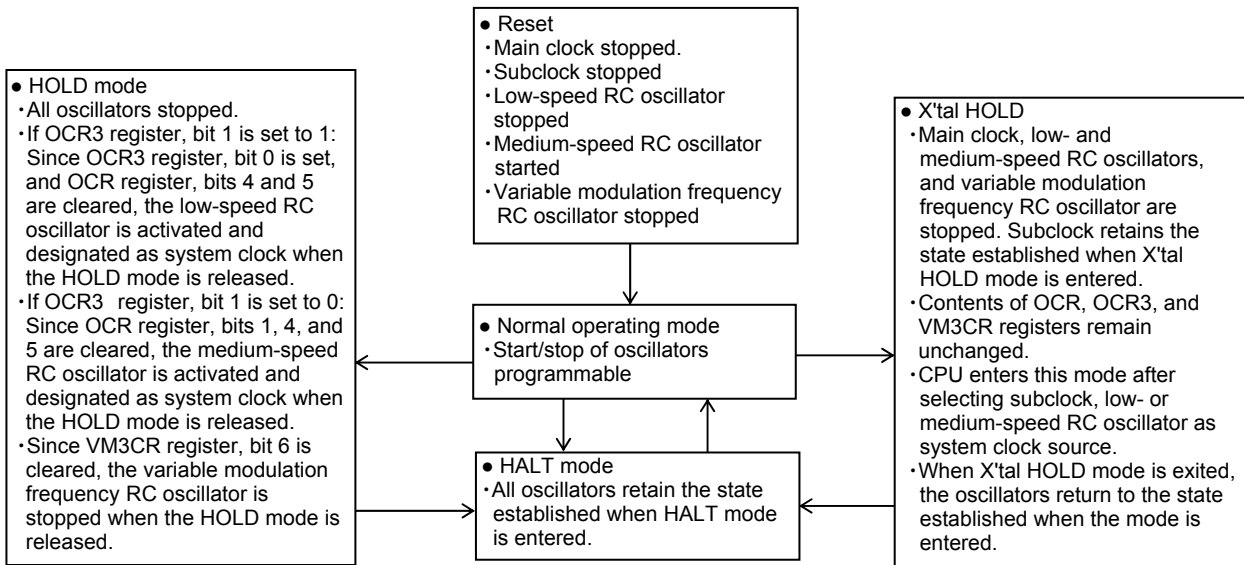 ● Reset
・Main clock stopped.
・Subclock stopped
・Low-speed RC oscillator
stopped
・Medium-speed RC oscillator
started
・Variable modulation frequency
RC oscillator stopped
● HOLD mode
・All oscillators stopped.
・If OCR3 register, bit 1 is set to 1:
Since OCR3 register, bit 0 is set,
and OCR register, bits 4 and 5
are cleared, the low-speed RC
oscillator is activated and
designated as system clock when
the HOLD mode is released.
・If OCR3 register, bit 1 is set to 0:
Since OCR register, bits 1, 4, and
5 are cleared, the medium-speed
RC oscillator is activated and
designated as system clock when
the HOLD mode is released.
・Since VM3CR register, bit 6 is
cleared, the variable modulation
frequency RC oscillator is
stopped when the HOLD mode is
released.
● Normal operating mode
・Start/stop of oscillators
programmable
● HALT mode
・All oscillators retain the state
established when HALT mode
is entered.
● X'tal HOLD
・Main clock, low- and
medium-speed RC oscillators,
and variable modulation
frequency RC oscillator are
stopped. Subclock retains the
state established when X'tal
HOLD mode is entered.
・Contents of OCR, OCR3, and
VM3CR registers remain
unchanged.
・CPU enters this mode after
selecting subclock, low- or
medium-speed RC oscillator as
system clock source.
・When X'tal HOLD mode is exited,
the oscillators return to the state
established when the mode is
entered.